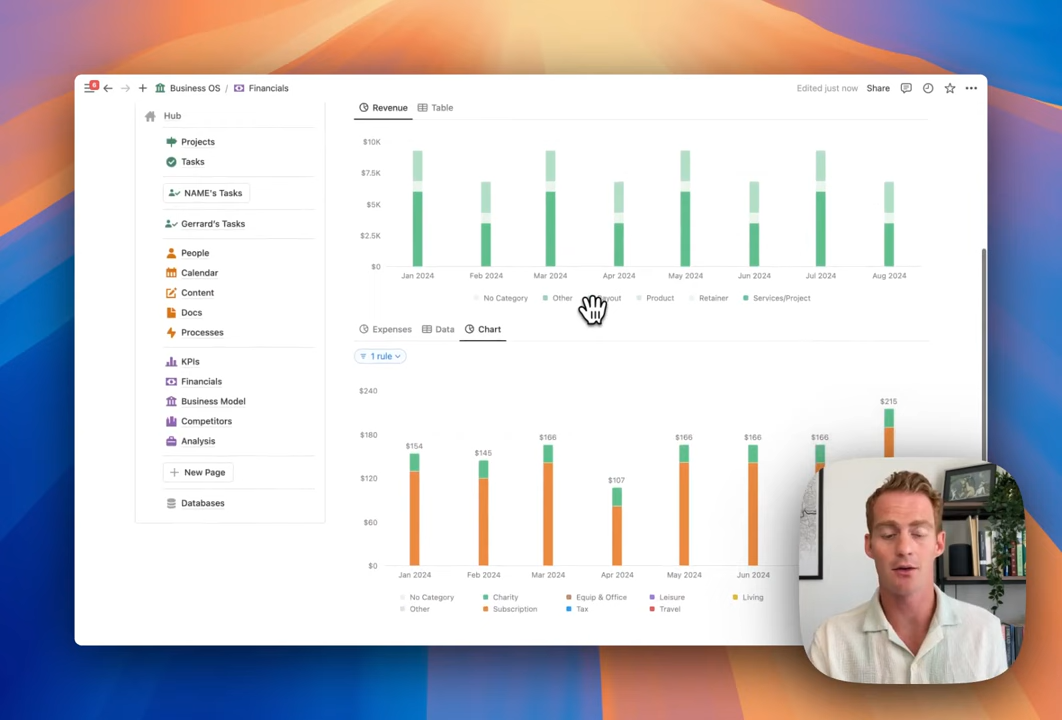 6
Business OS / Financials
Edited just now Share
Hub
Projects
Tasks
NAME's Tasks
Gerrard's Tasks
People
Calendar
Content
Docs
Processes
KPIs
Financials
Business Model
Competitors
Analysis
New Page
Databases
Revenue Table
$10K
$7.5K
$5K
$2.5K
$0
Jan 2024 Feb 2024 Mar 2024 Apr 2024 May 2024 Jun 2024 Jul 2024 Aug 2024
No Category Other Product Retainer Services/Project
Expenses Data Chart
1 rule
$240
$180
$120
$60
$0
$154 $145 $166 $107 $166 $166 $166 $215
Jan 2024 Feb 2024 Mar 2024 Apr 2024 May 2024 Jun 2024
No Category Charity Equip & Office Leisure Living
Other Subscription Tax Travel